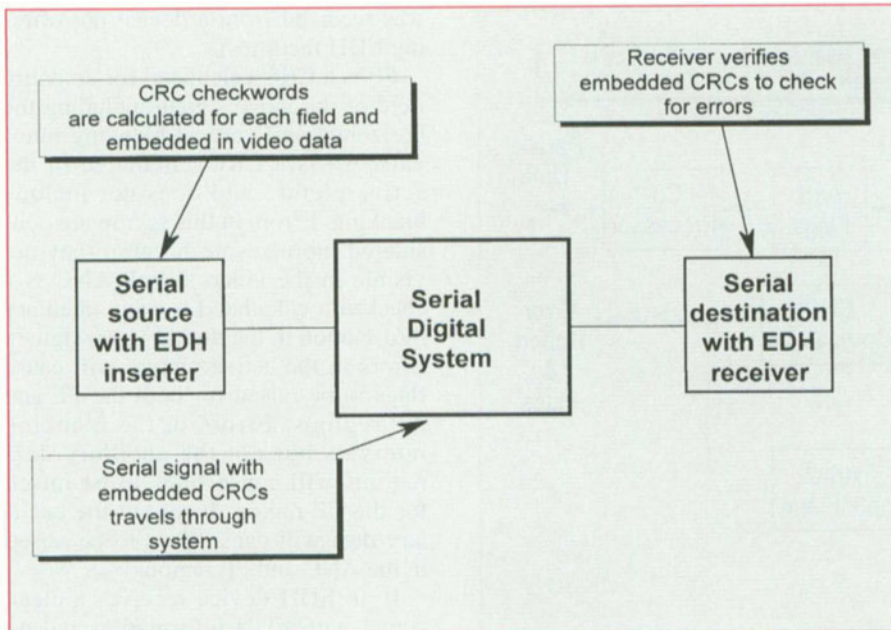 CRC checkwords
are calculated for each field and
embedded in video data
Receiver verifies
embedded CRCs to check
for errors
Serial
source
with EDH
inserter
Serial
Digital
System
Serial
destination
with EDH
receiver
Serial signal with
embedded CRCs
travels through
system